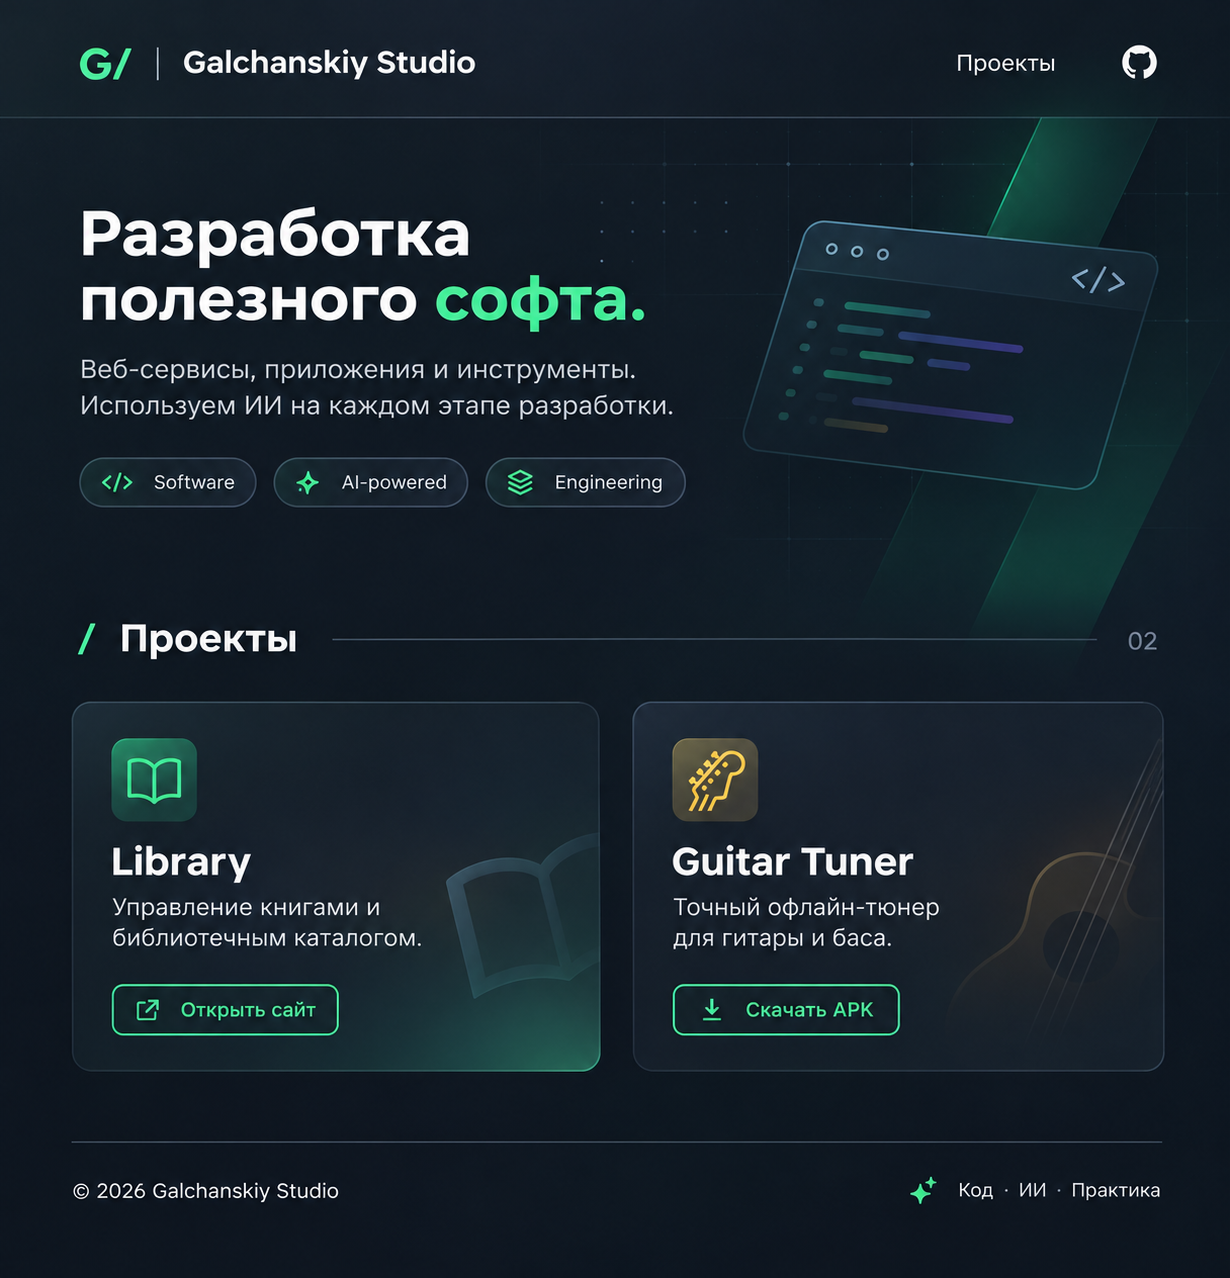 G/ | Galchanskiy Studio
Проекты
Разработка
полезного софта.
</>
Веб-сервисы, приложения и инструменты.
Используем ИИ на каждом этапе разработки.
</> Software
AI-powered
Engineering
/ Проекты
02
Library
Управление книгами и
библиотечным каталогом.
Открыть сайт
Guitar Tuner
Точный офлайн-тюнер
для гитары и баса.
Скачать APK
© 2026 Galchanskiy Studio
Код · ИИ · Практика